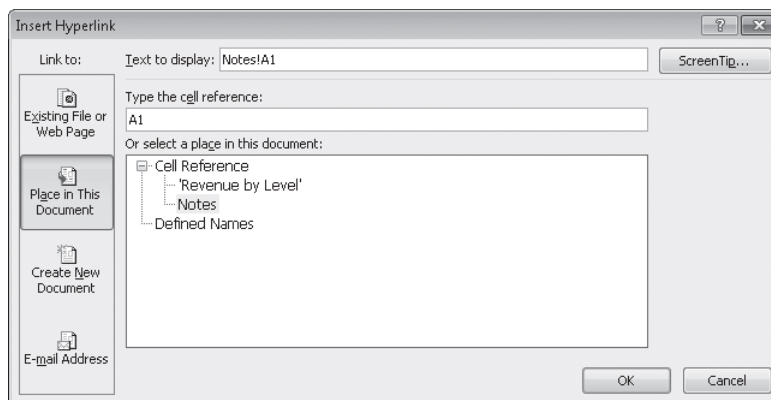 Insert Hyperlink
Link to:
Text to display: Notes!A1
ScreenTip...
Existing File or
Web Page
Place in This
Document
Create New
Document
E-mail Address
Type the cell reference:
A1
Or select a place in this document:
Cell Reference
'Revenue by Level'
Notes
Defined Names
OK
Cancel